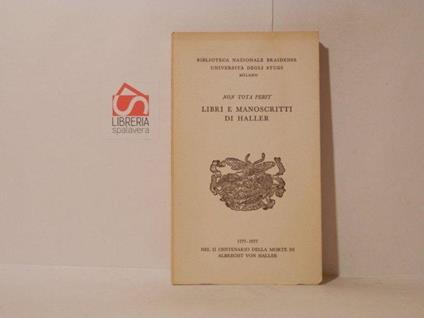 LIBRERIA
spalavera
BIBLIOTECA NAZIONALE BRAIDENSE
UNIVERSITÀ DEGLI STUDI
MILANO
NON TOTA PERIT
LIBRI E MANOSCRITTI
DI HALLER
1777-1977
NEL II CENTENARIO DELLA MORTE DI
ALBRECHT VON HALLER